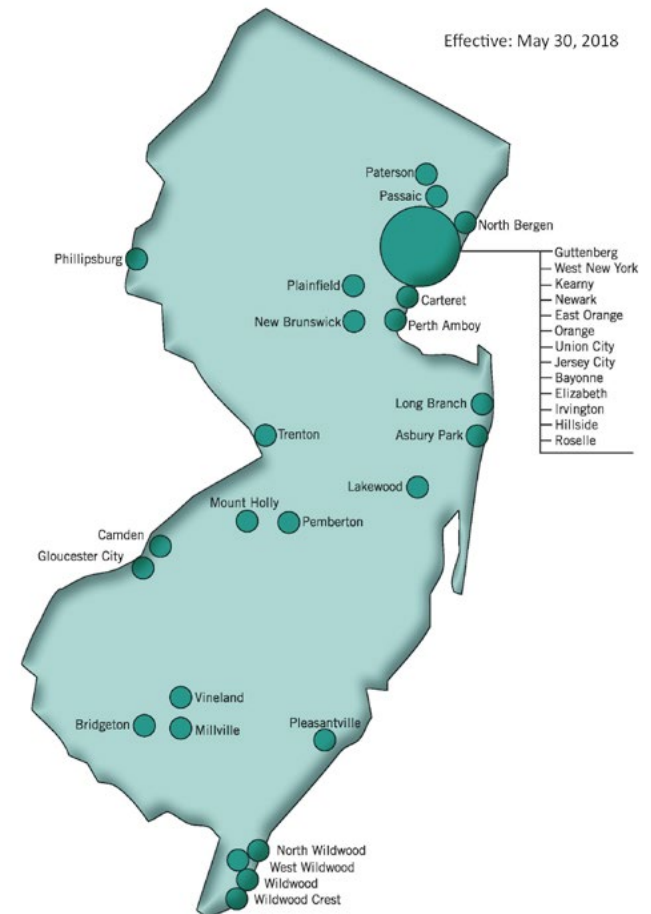 Effective: May 30, 2018
Paterson
Passaic
North Bergen
Phillipsburg
Guttenberg
West New York
Kearny
Newark
East Orange
Orange
Union City
Jersey City
Bayonne
Elizabeth
Irvington
Hillside
Roselle
Plainfield
Carteret
New Brunswick
Perth Amboy
Long Branch
Trenton
Asbury Park
Lakewood
Mount Holly
Pemberton
Camden
Gloucester City
Vineland
Bridgeton
Millville
Pleasantville
North Wildwood
West Wildwood
Wildwood
Wildwood Crest